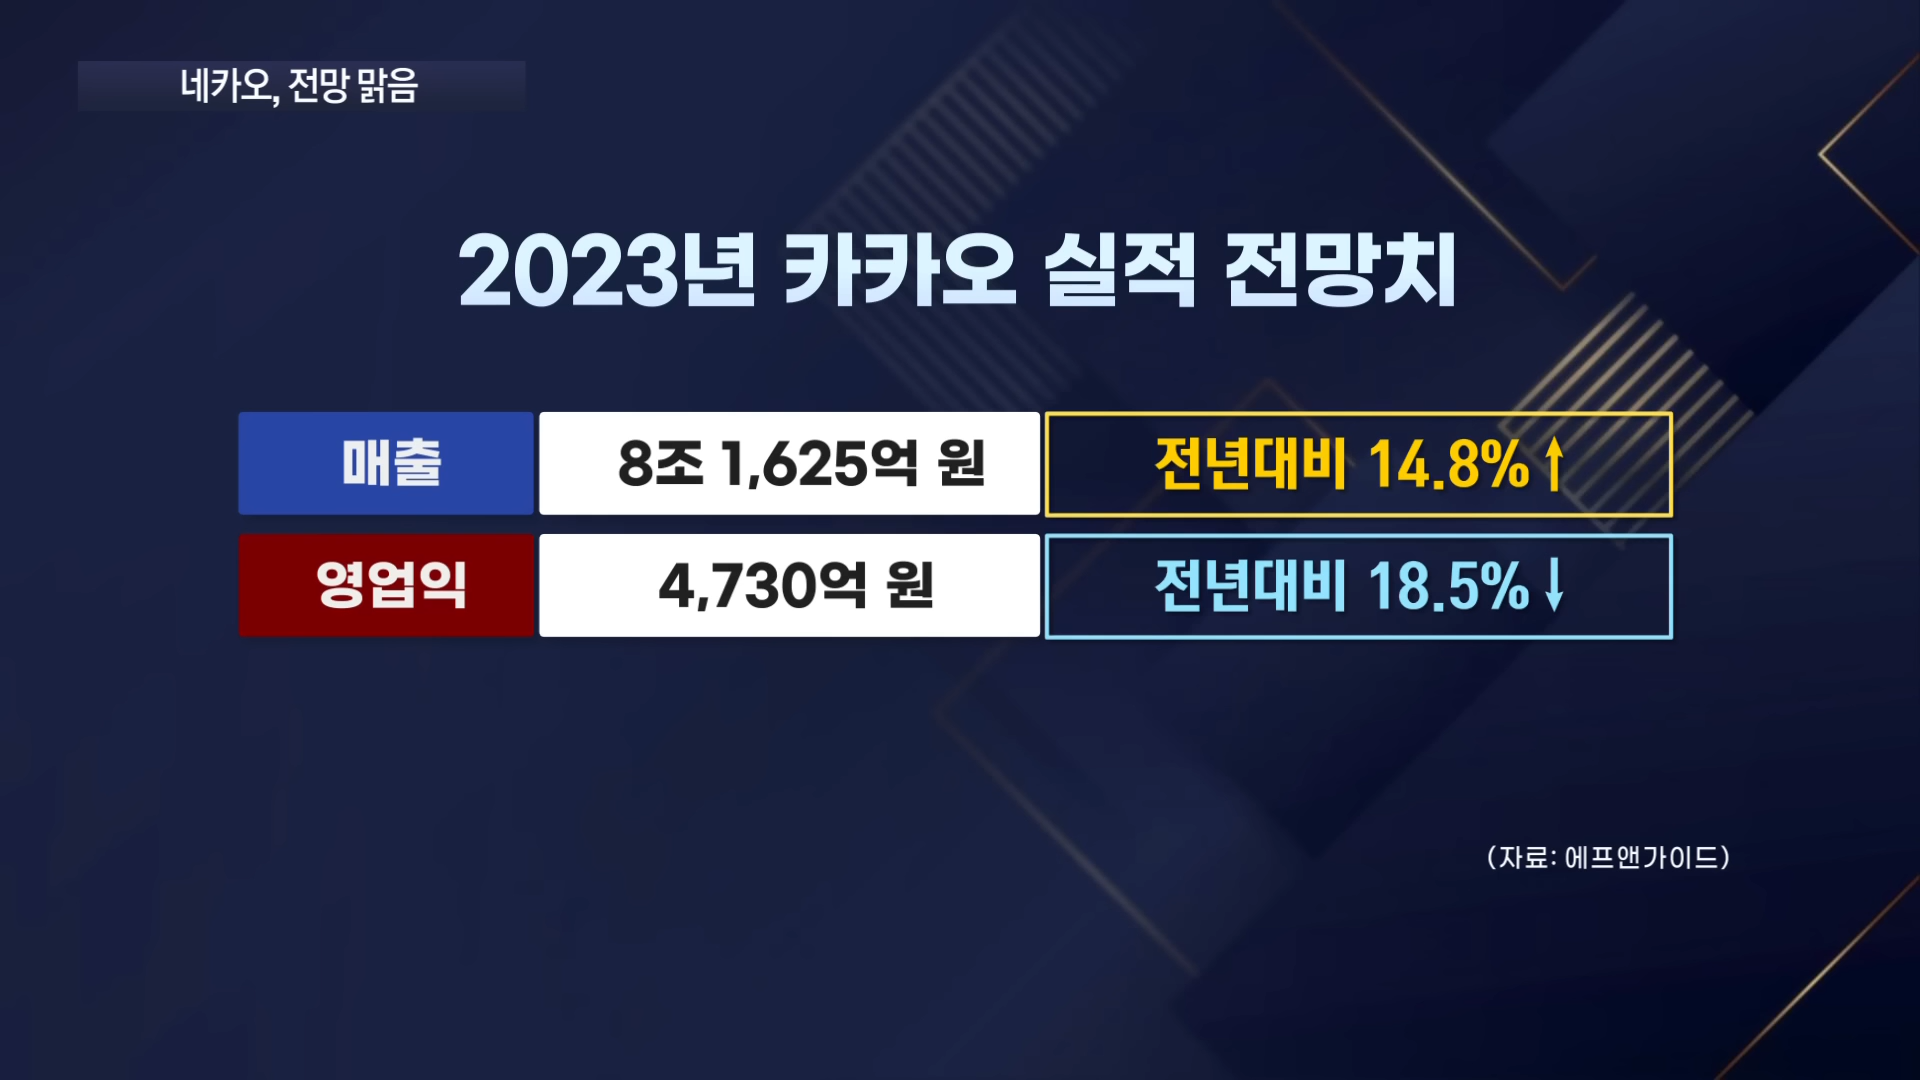 네카오, 전망 맑음
2023년 카카오 실적 전망치
매출 8조 1,625억 원 전년대비 14.8%↑
영업익 4,730억 원 전년대비 18.5%↓
(자료: 에프앤가이드)